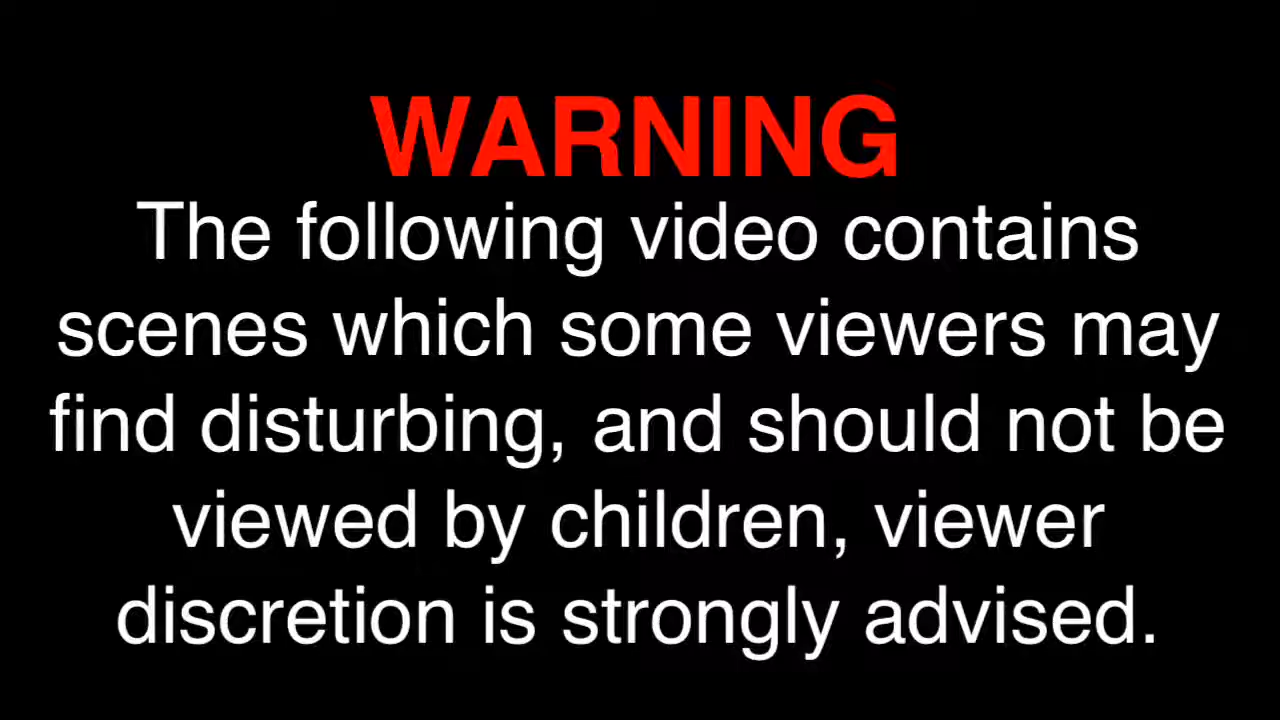 WARNING
The following video contains
scenes which some viewers may
find disturbing, and should not be
viewed by children, viewer
discretion is strongly advised.